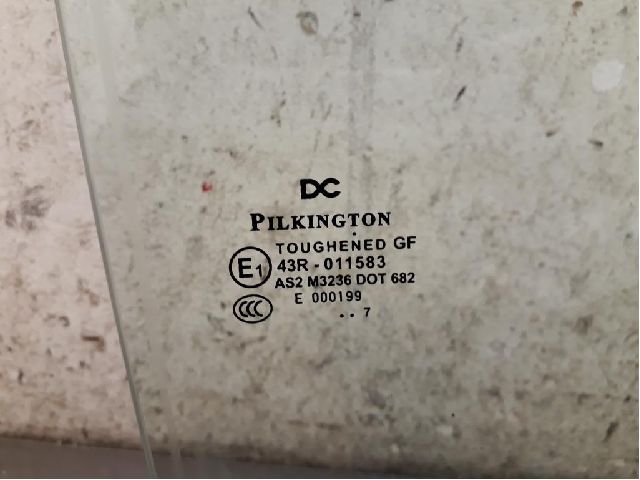 DC
PILKINGTON
TOUGHENED GF
E1 43R - 011583
AS2 M3236 DOT 682
CCC E 000199
.. 7